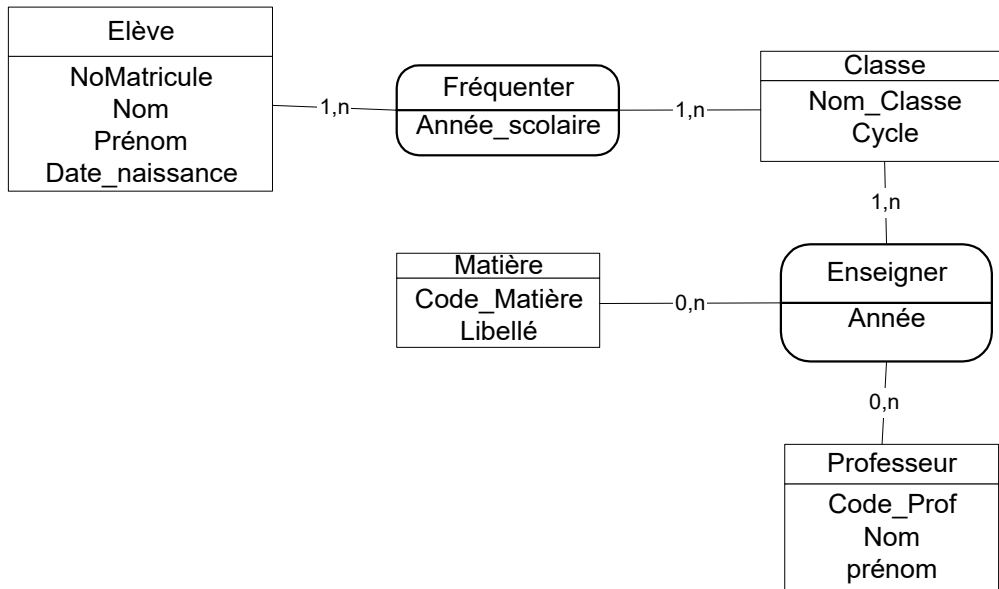 Elève
NoMatricule
Nom
Prénom
Date_naissance
1,n
Fréquenter
Année_scolaire
1,n
Classe
Nom_Classe
Cycle
1,n
Matière
Code_Matière
Libellé
0,n
Enseigner
Année
0,n
Professeur
Code_Prof
Nom
prénom